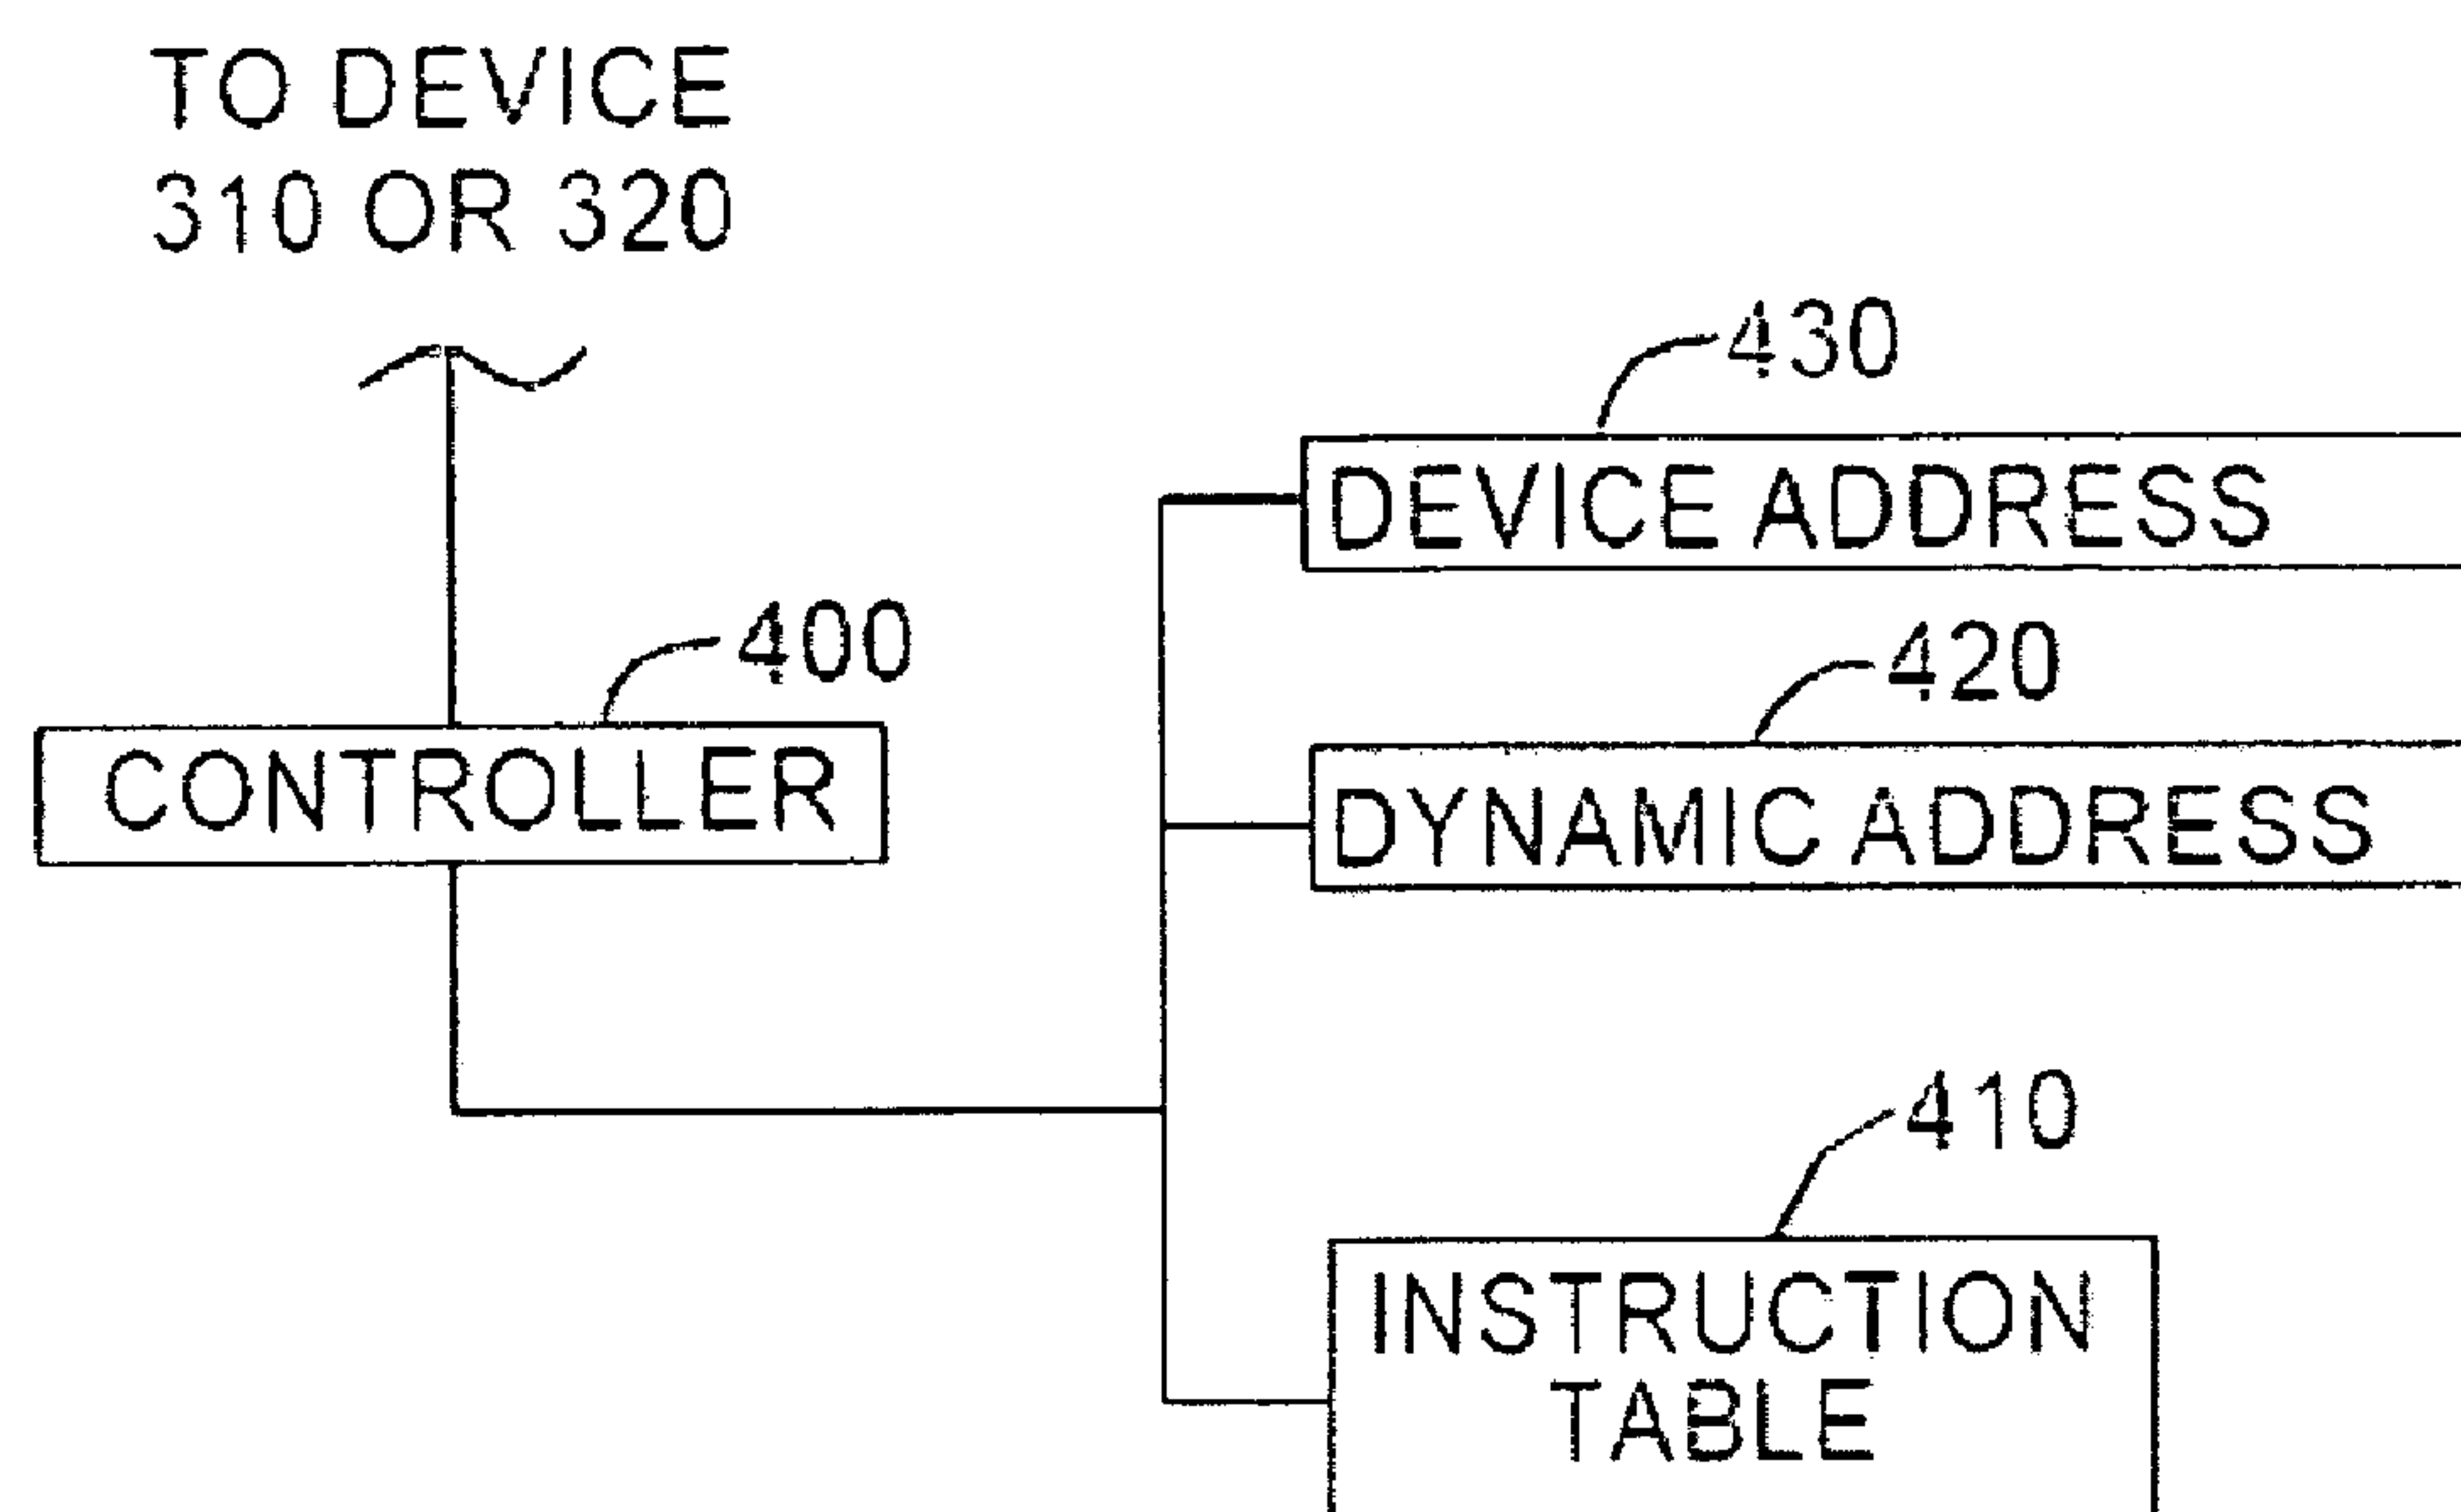 TO DEVICE
310 OR 320
430
DEVICE ADDRESS
400
420
CONTROLLER
DYNAMIC ADDRESS
410
INSTRUCTION
TABLE